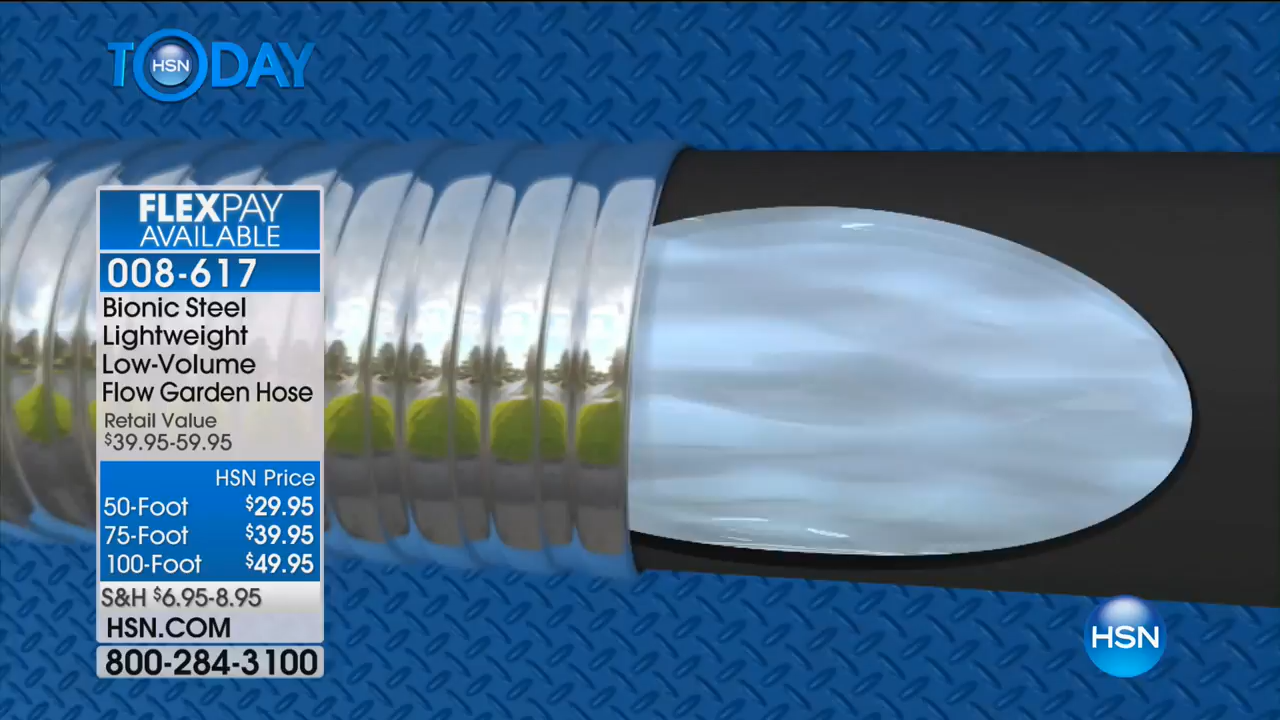 TODAY
HSN
FLEXPAY
AVAILABLE
008-617
Bionic Steel
Lightweight
Low-Volume
Flow Garden Hose
Retail Value
$39.95-59.95
HSN Price
50-Foot $29.95
75-Foot $39.95
100-Foot $49.95
S&H $6.95-8.95
HSN.COM
800-284-3100
HSN